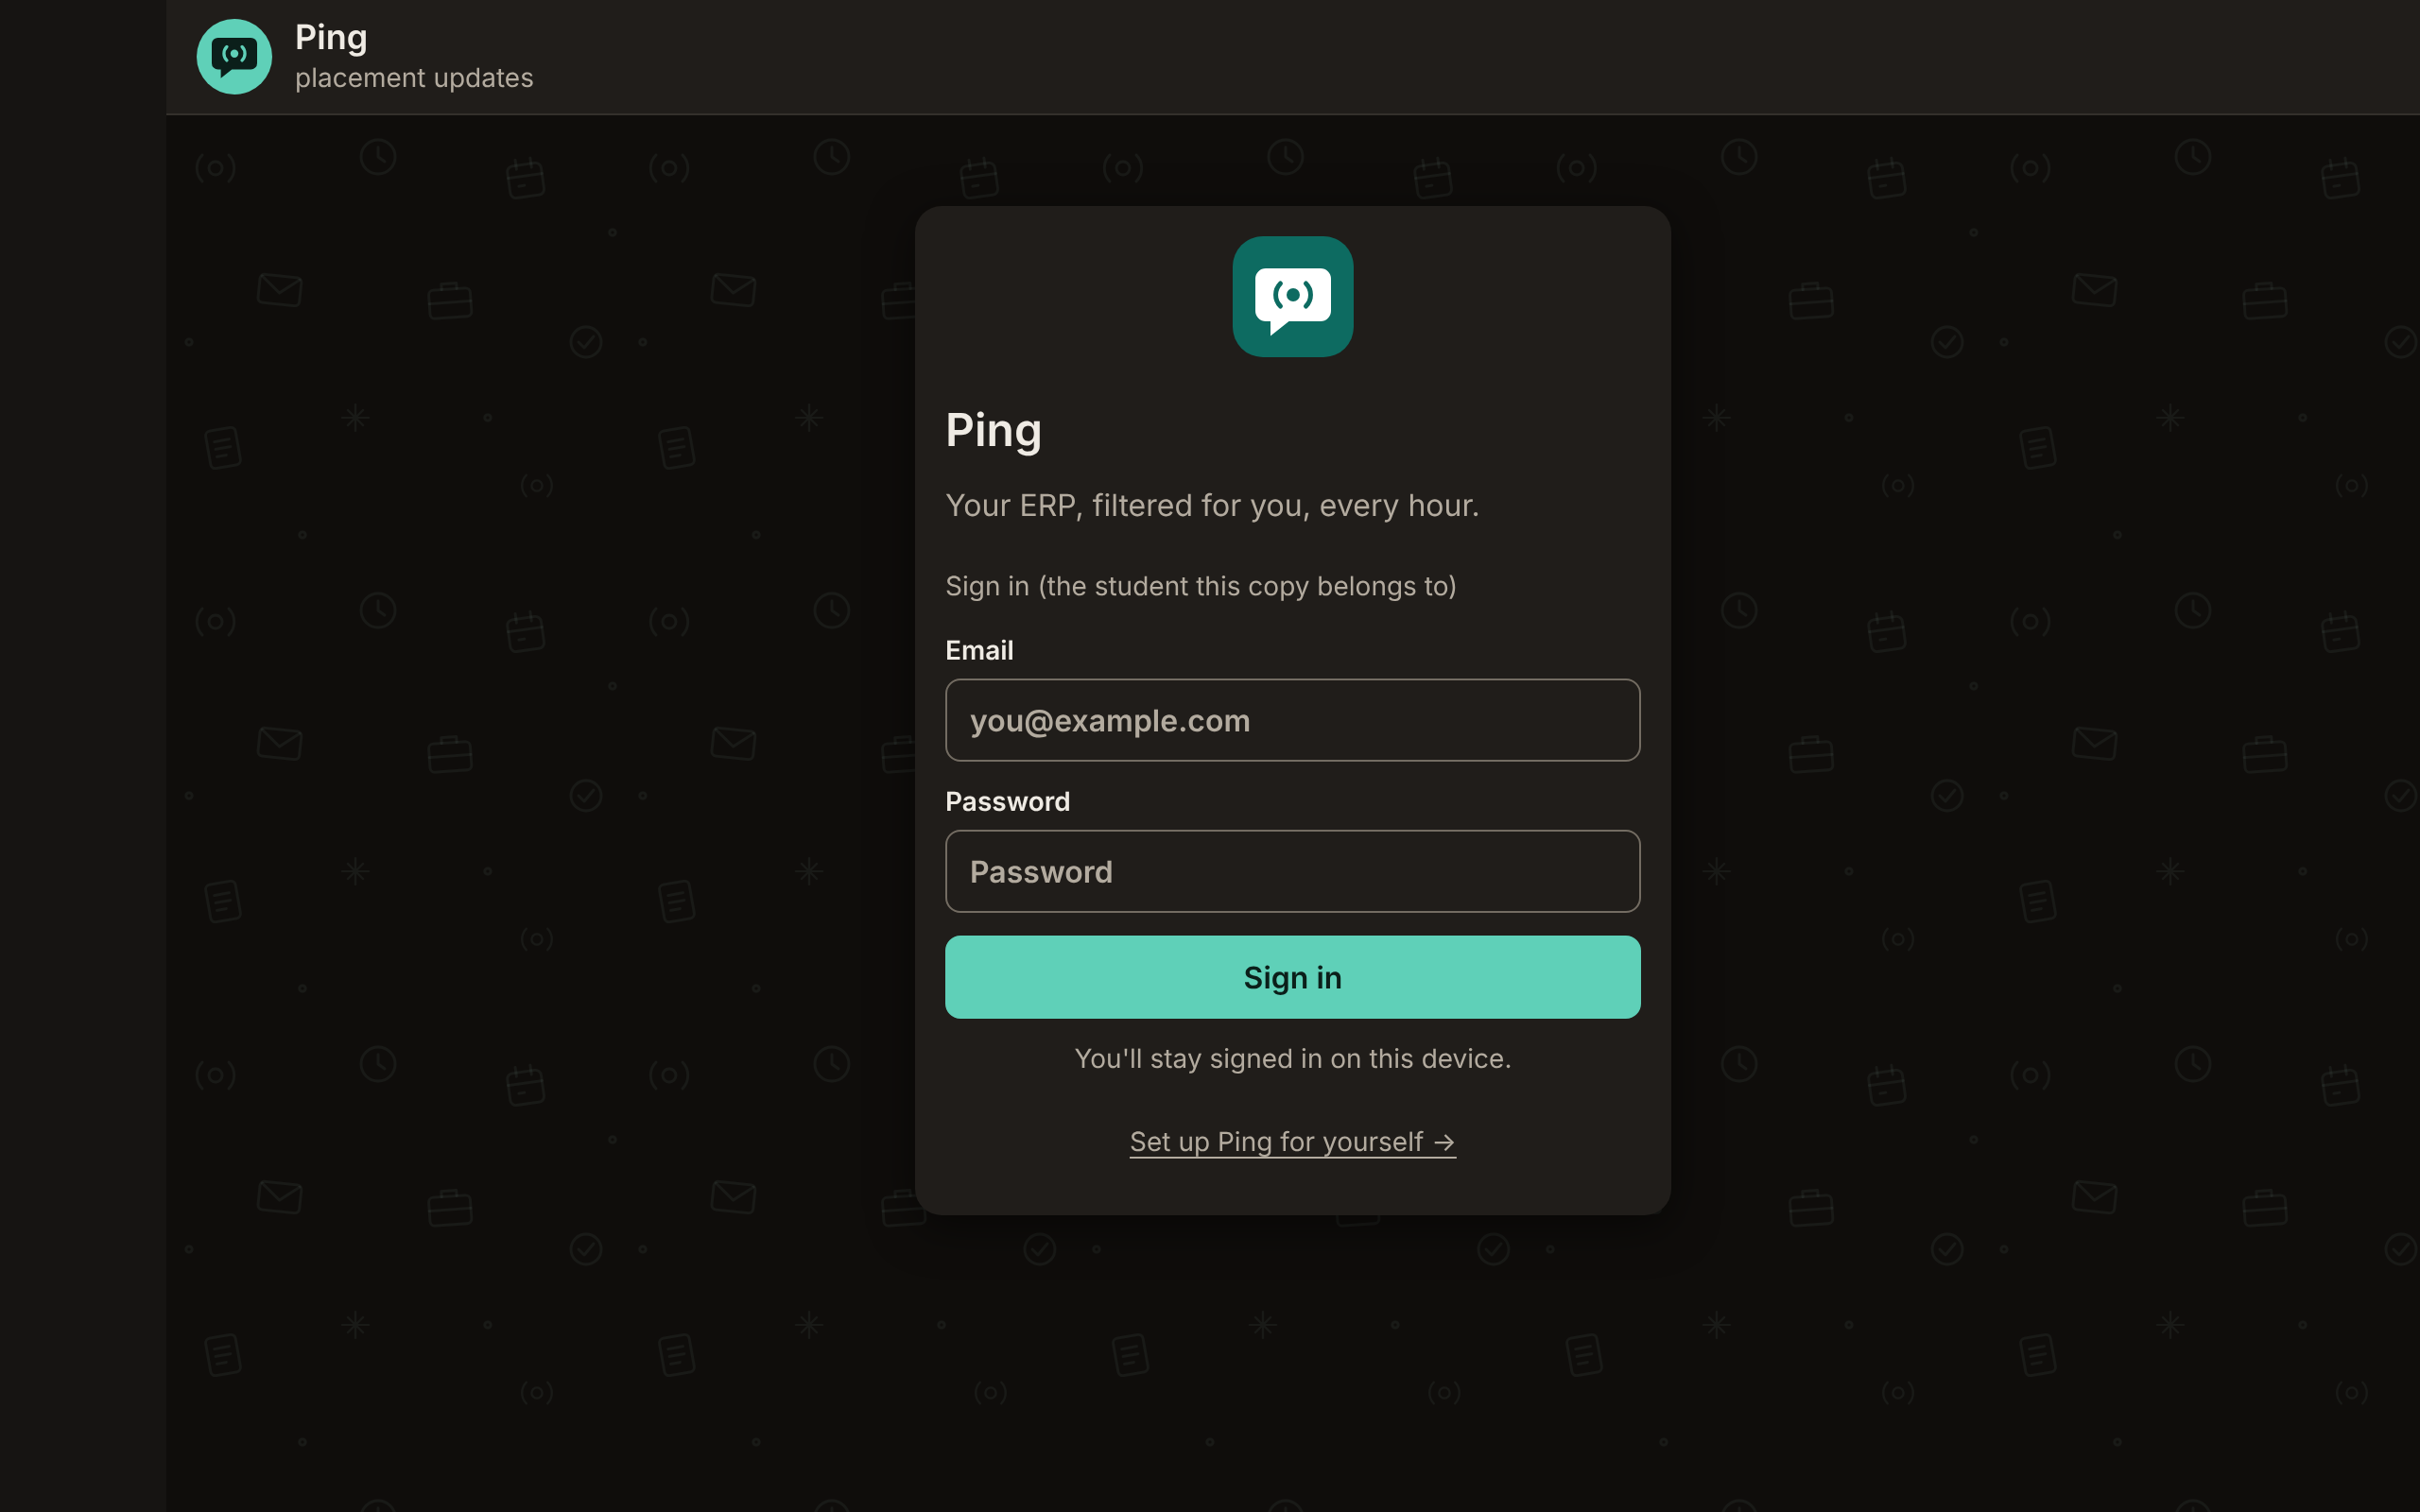 Ping
placement updates
Ping
Your ERP, filtered for you, every hour.
Sign in (the student this copy belongs to)
Email
you@example.com
Password
Password
Sign in
You'll stay signed in on this device.
Set up Ping for yourself →